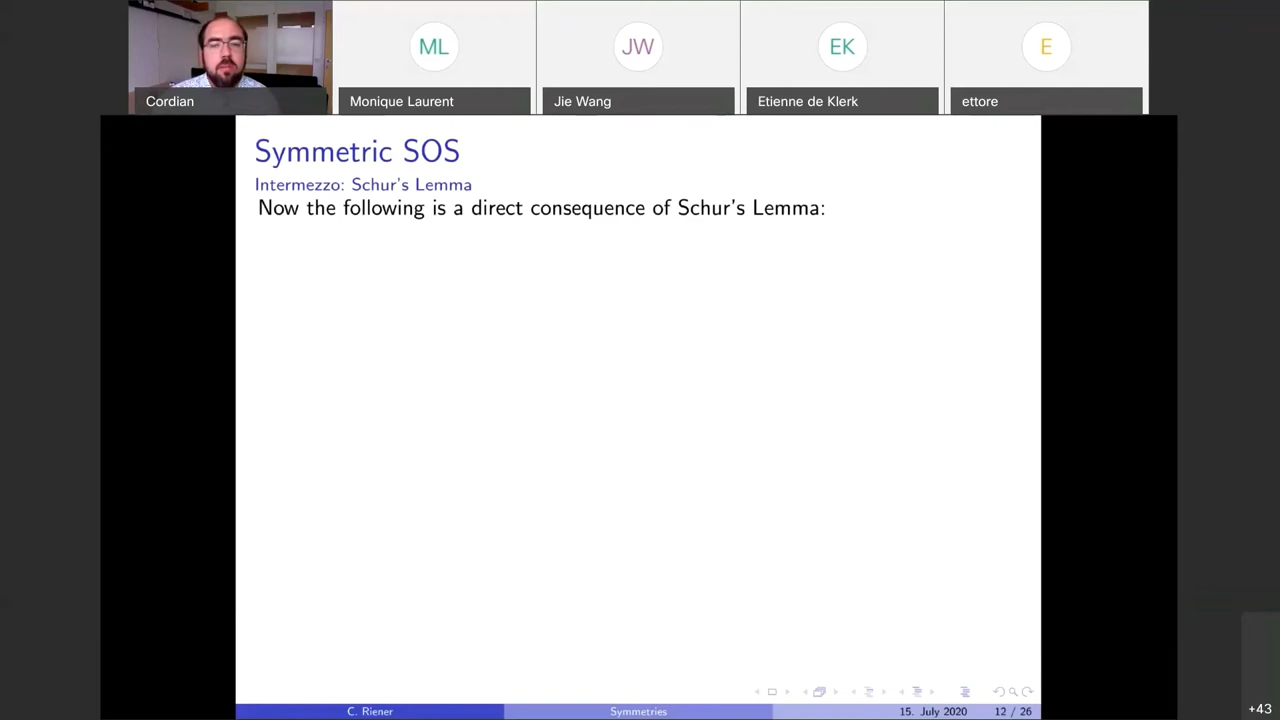 ML
JW
EK
E
Cordian
Monique Laurent
Jie Wang
Etienne de Klerk
ettore
Symmetric SOS
Intermezzo: Schur's Lemma
Now the following is a direct consequence of Schur's Lemma:
C. Riener
Symmetries
15. July 2020
12 / 26
+43